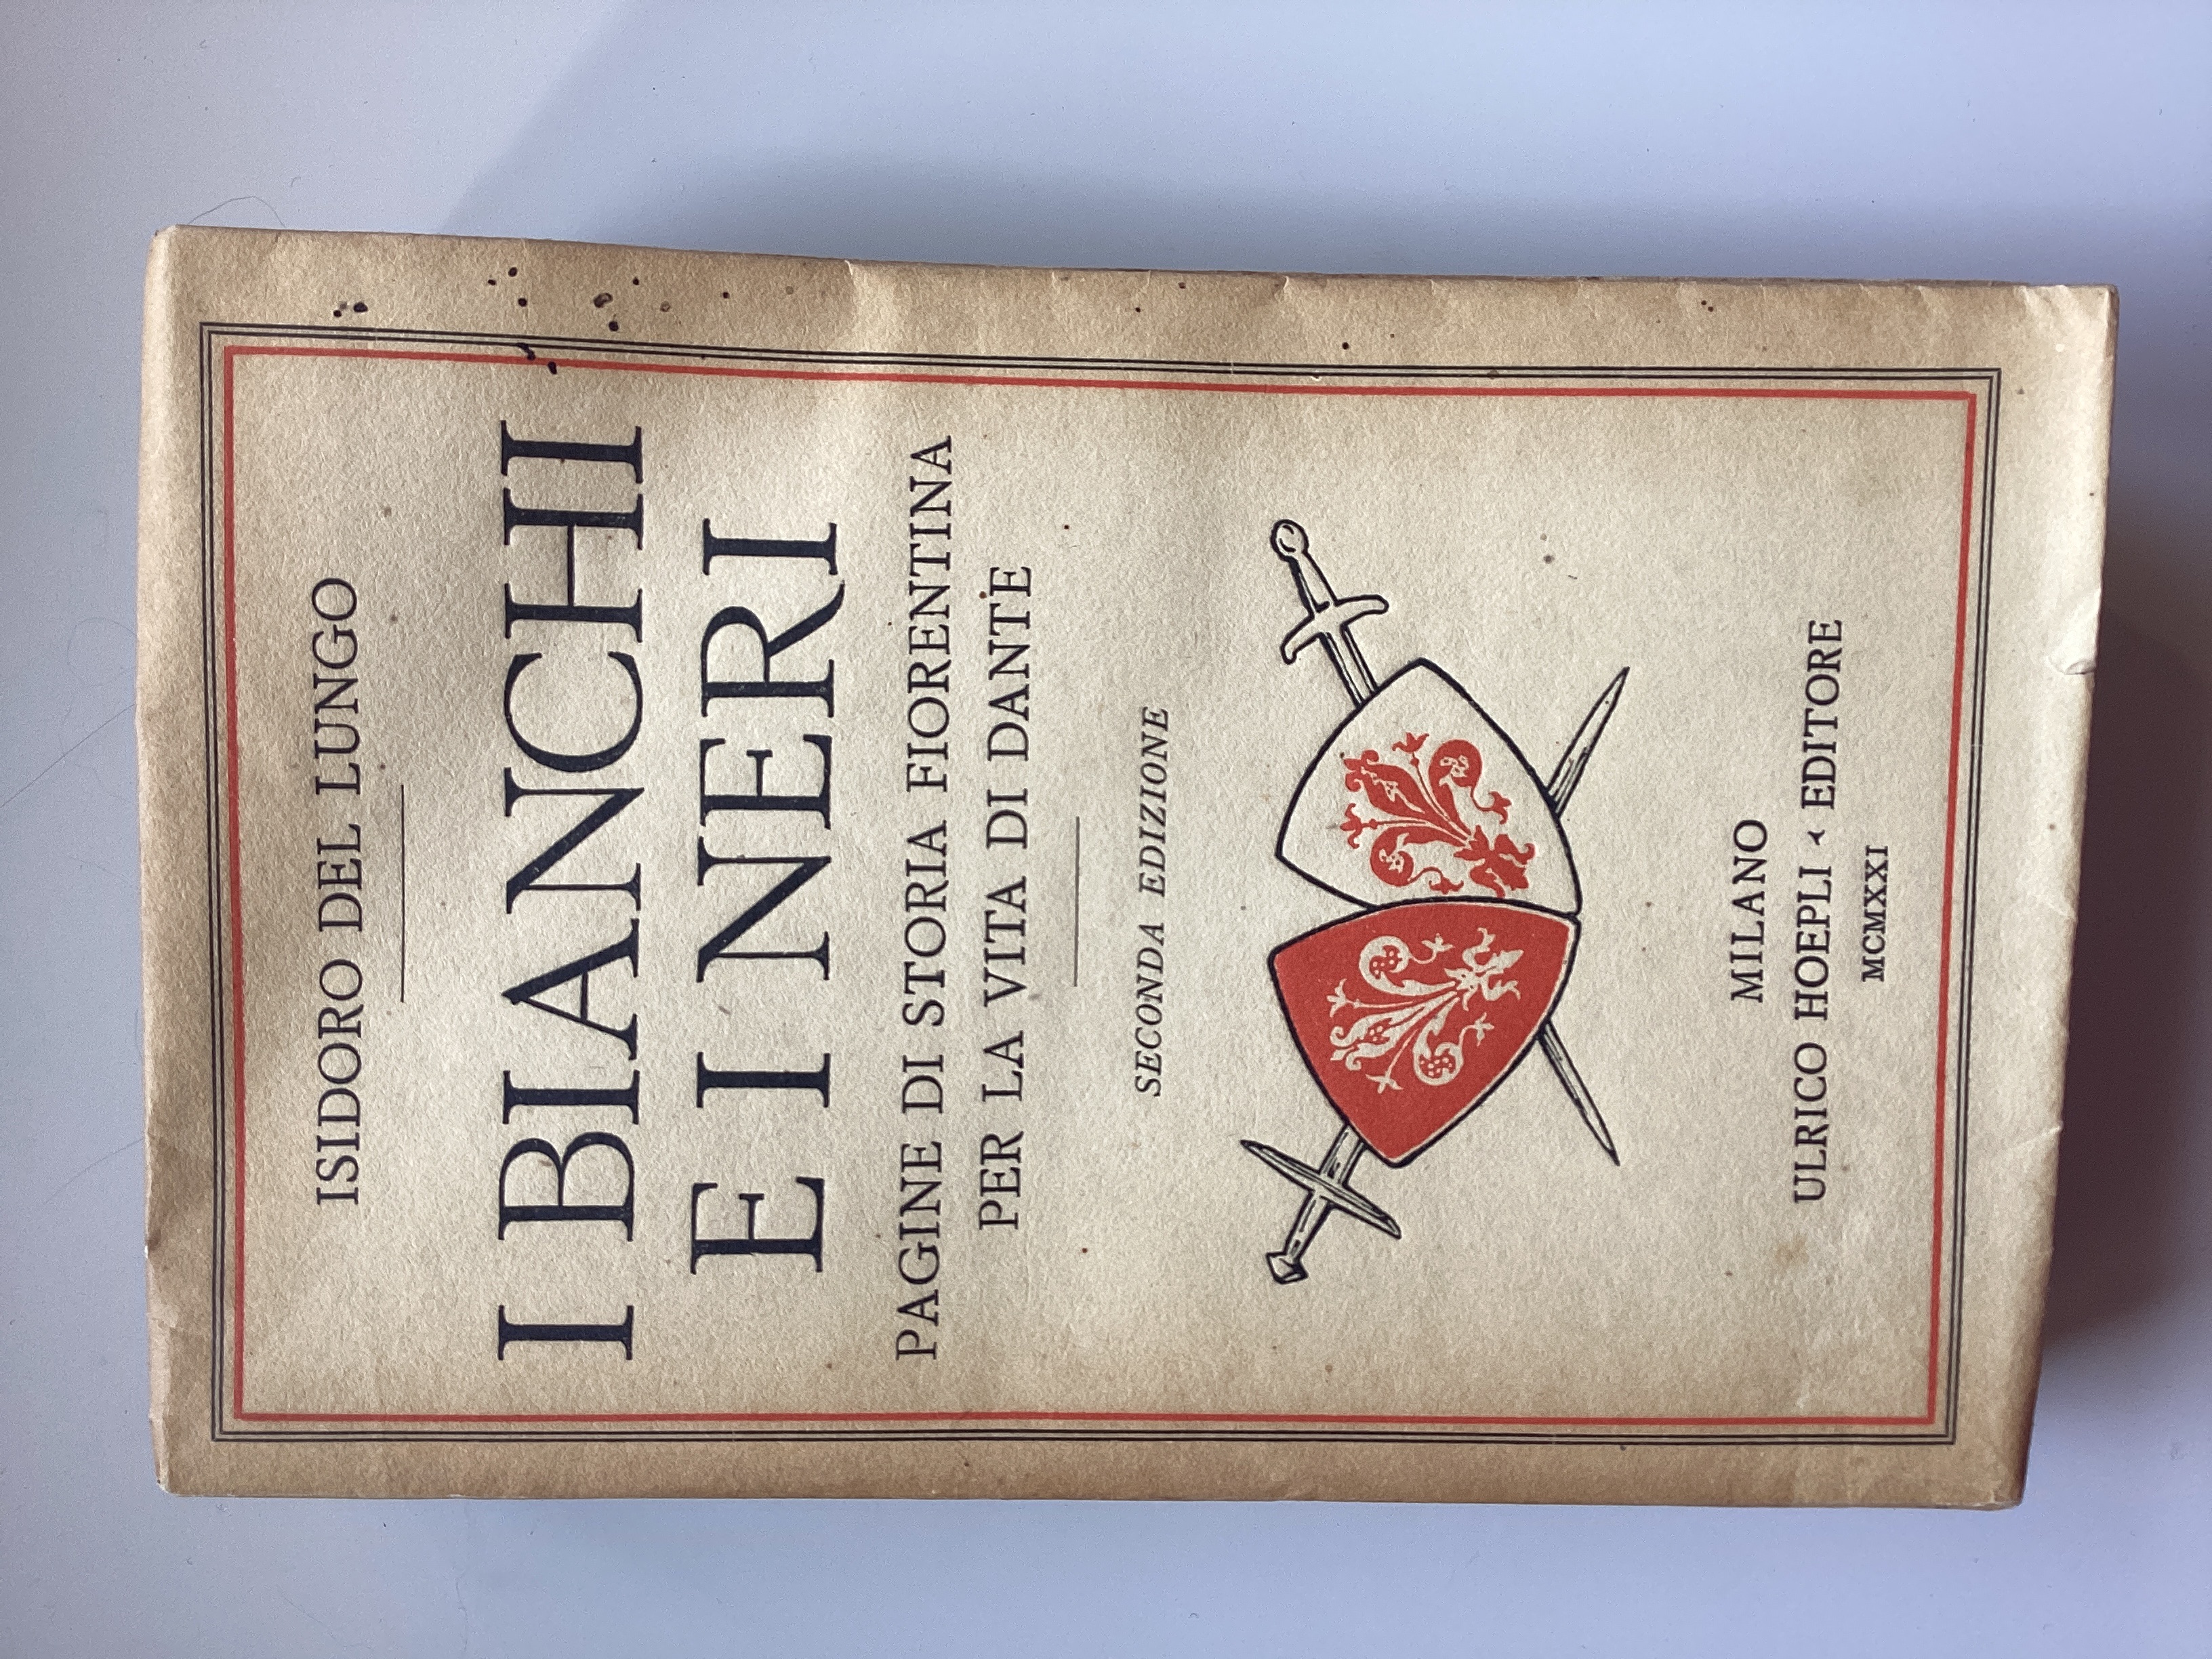 ISIDORO DEL LUNGO
I BIANCHI
E I NERI
PAGINE DI STORIA FIORENTINA
PER LA VITA DI DANTE
SECONDA EDIZIONE
MILANO
ULRICO HOEPLI EDITORE
MCMXXI